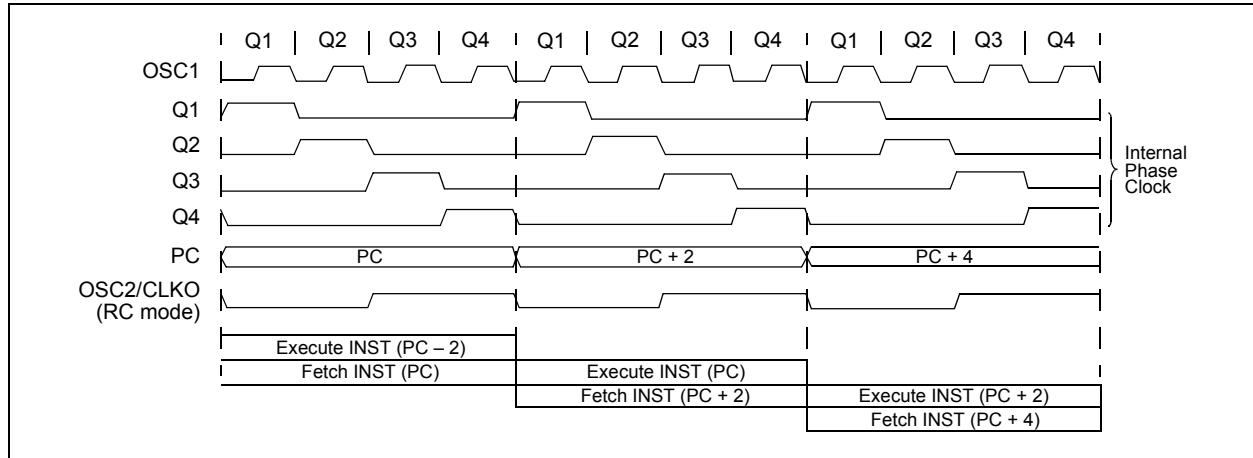 Q1 Q2 Q3 Q4 Q1 Q2 Q3 Q4 Q1 Q2 Q3 Q4
OSC1
Q1
Q2
Q3
Q4
Internal
Phase
Clock
PC PC PC + 2 PC + 4
OSC2/CLKO
(RC mode)
Execute INST (PC – 2)
Fetch INST (PC) Execute INST (PC)
Fetch INST (PC + 2) Execute INST (PC + 2)
Fetch INST (PC + 4)